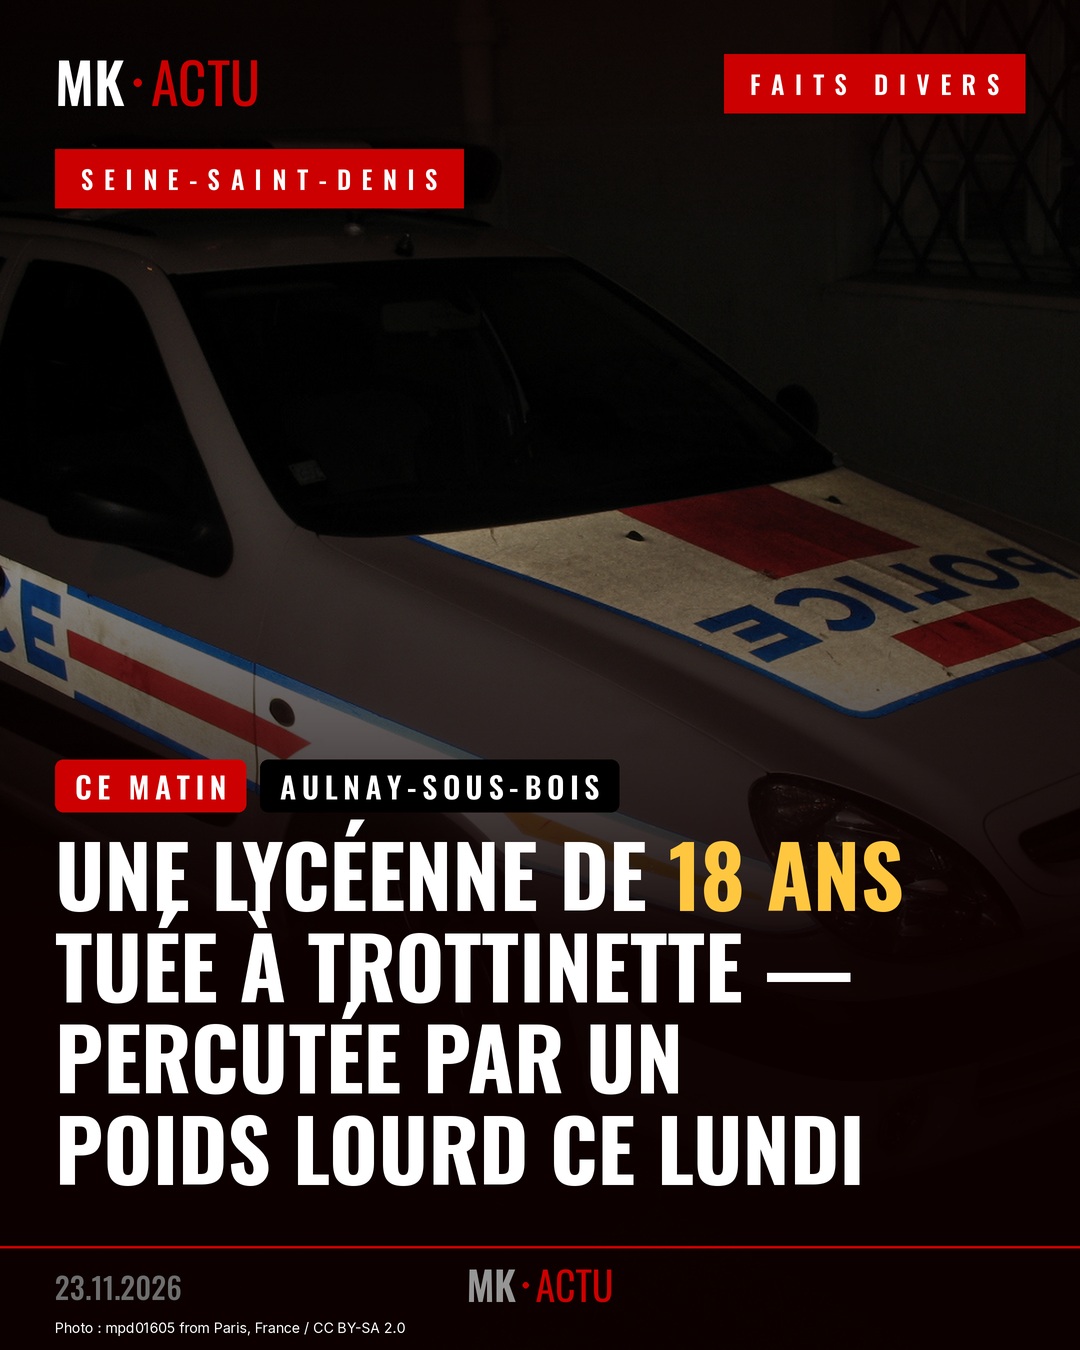 MK·ACTU
FAITS DIVERS
SEINE-SAINT-DENIS
POLICE
CE
CE MATIN
AULNAY-SOUS-BOIS
UNE LYCÉENNE DE 18 ANS
TUÉE À TROTTINETTE —
PERCUTÉE PAR UN
POIDS LOURD CE LUNDI
23.11.2026
MK·ACTU
Photo : mpd01605 from Paris, France / CC BY-SA 2.0